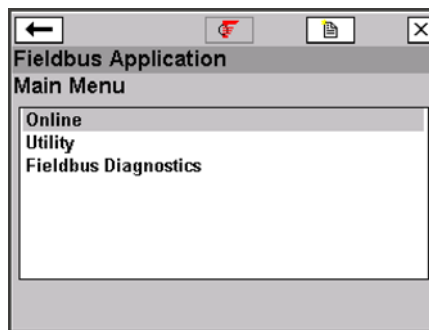 Fieldbus Application
Main Menu
Online
Utility
Fieldbus Diagnostics